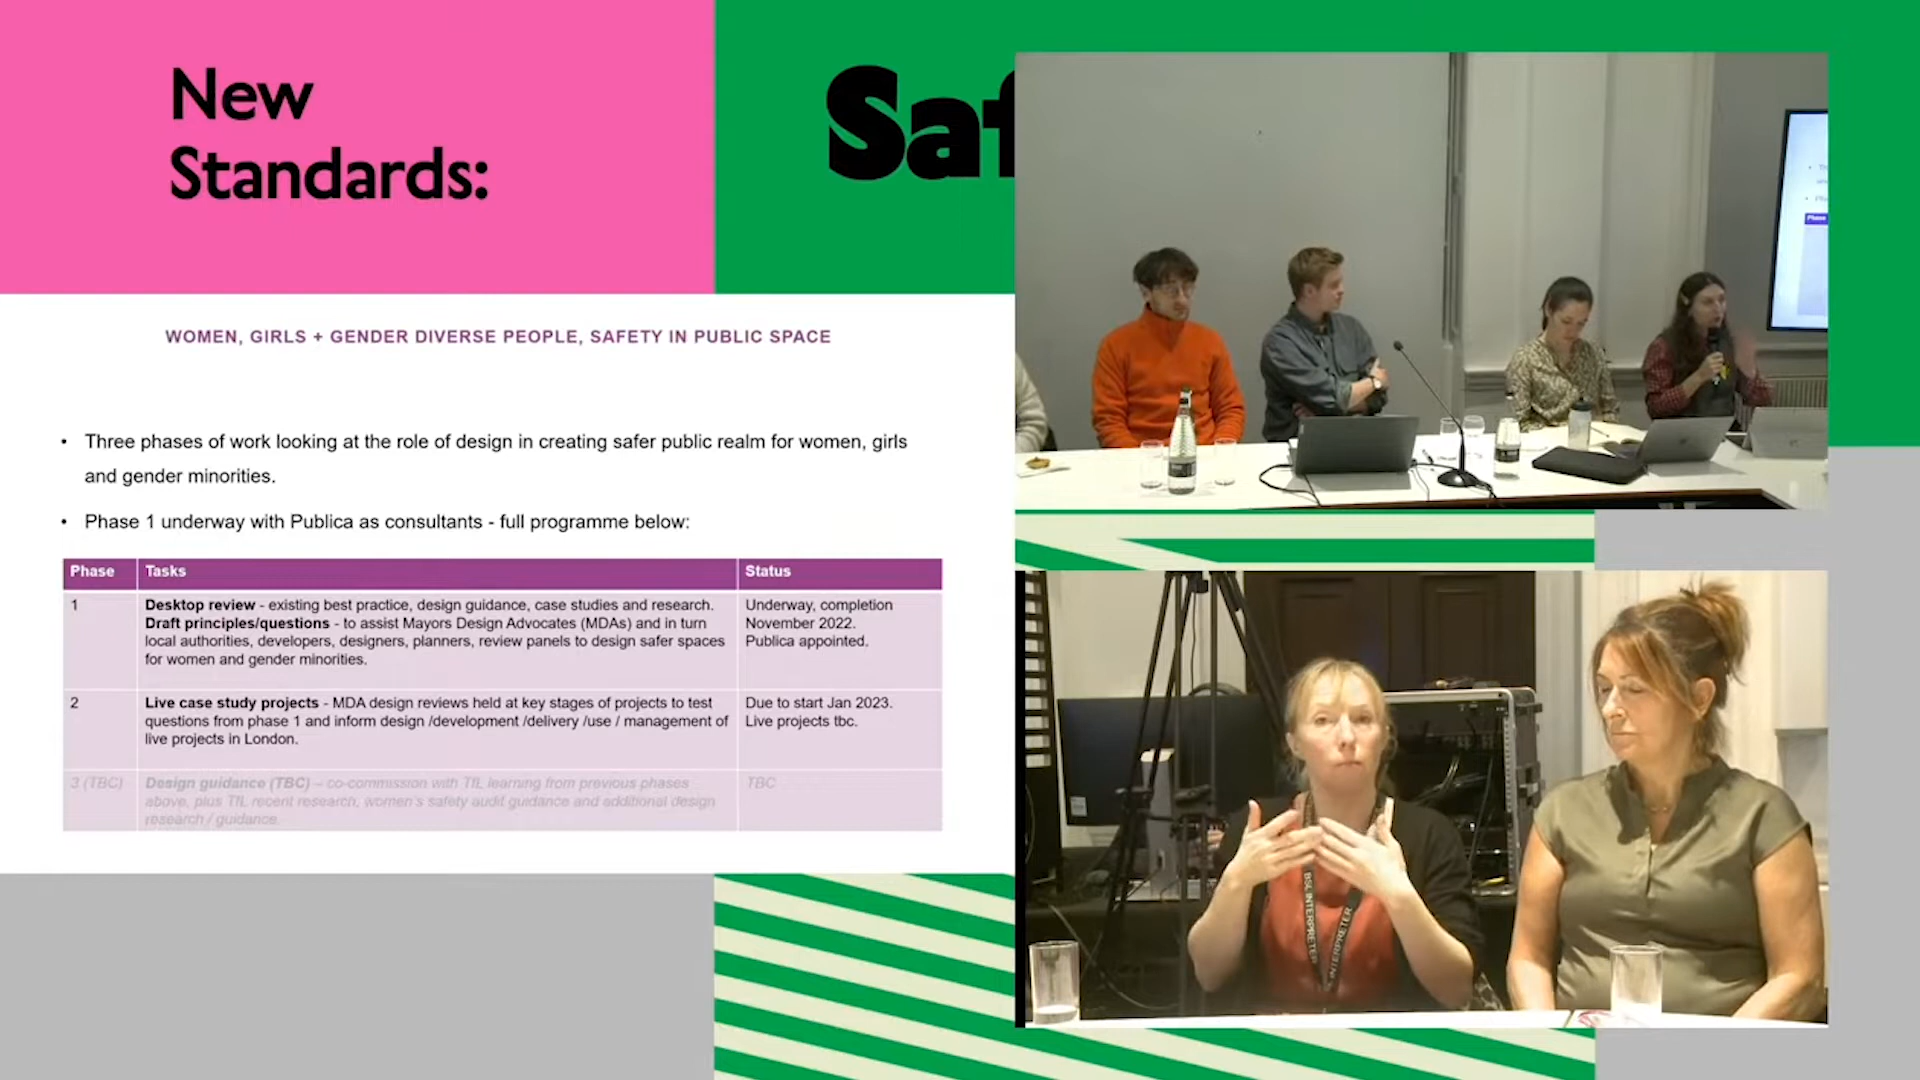 New
Standards:
Saf
WOMEN, GIRLS + GENDER DIVERSE PEOPLE, SAFETY IN PUBLIC SPACE
• Three phases of work looking at the role of design in creating safer public realm for women, girls
and gender minorities.
• Phase 1 underway with Publica as consultants - full programme below:
Phase Tasks Status
1 Desktop review - existing best practice, design guidance, case studies and research. Underway, completion
Draft principles/questions - to assist Mayors Design Advocates (MDAs) and in turn November 2022.
local authorities, developers, designers, planners, review panels to design safer spaces Publica appointed.
for women and gender minorities.
2 Live case study projects - MDA design reviews held at key stages of projects to test Due to start Jan 2023.
questions from phase 1 and inform design /development /delivery /use / management of Live projects tbc.
live projects in London.
3 (TBC) Design guidance (TBC) – co-commission with TfL learning from previous phases TBC
above, plus TfL recent research, women's safety audit guidance and additional design
research / guidance.
Phase
BSL INTERPRETER
INTERPRETER